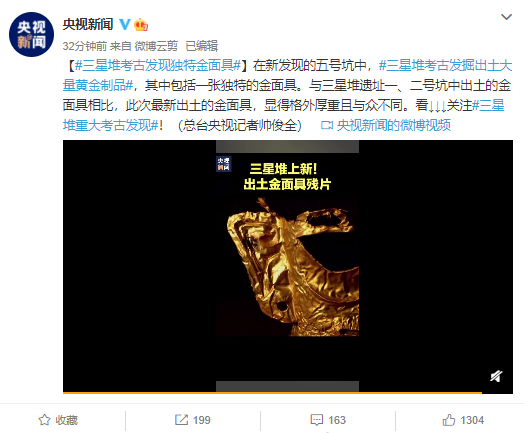 央视新闻
央视新闻
32分钟前 来自 微博云剪 已编辑
【#三星堆考古发现独特金面具#】在新发现的五号坑中，#三星堆考古发掘出土大
量黄金制品#，其中包括一张独特的金面具。与三星堆遗址一、二号坑中出土的金
面具相比，此次最新出土的金面具，显得格外厚重且与众不同。看↓↓↓关注#三星
堆重大考古发现#！（总台央视记者帅俊全） 央视新闻的微博视频
央视新闻
三星堆上新！
出土金面具残片
收藏 199 163 1304